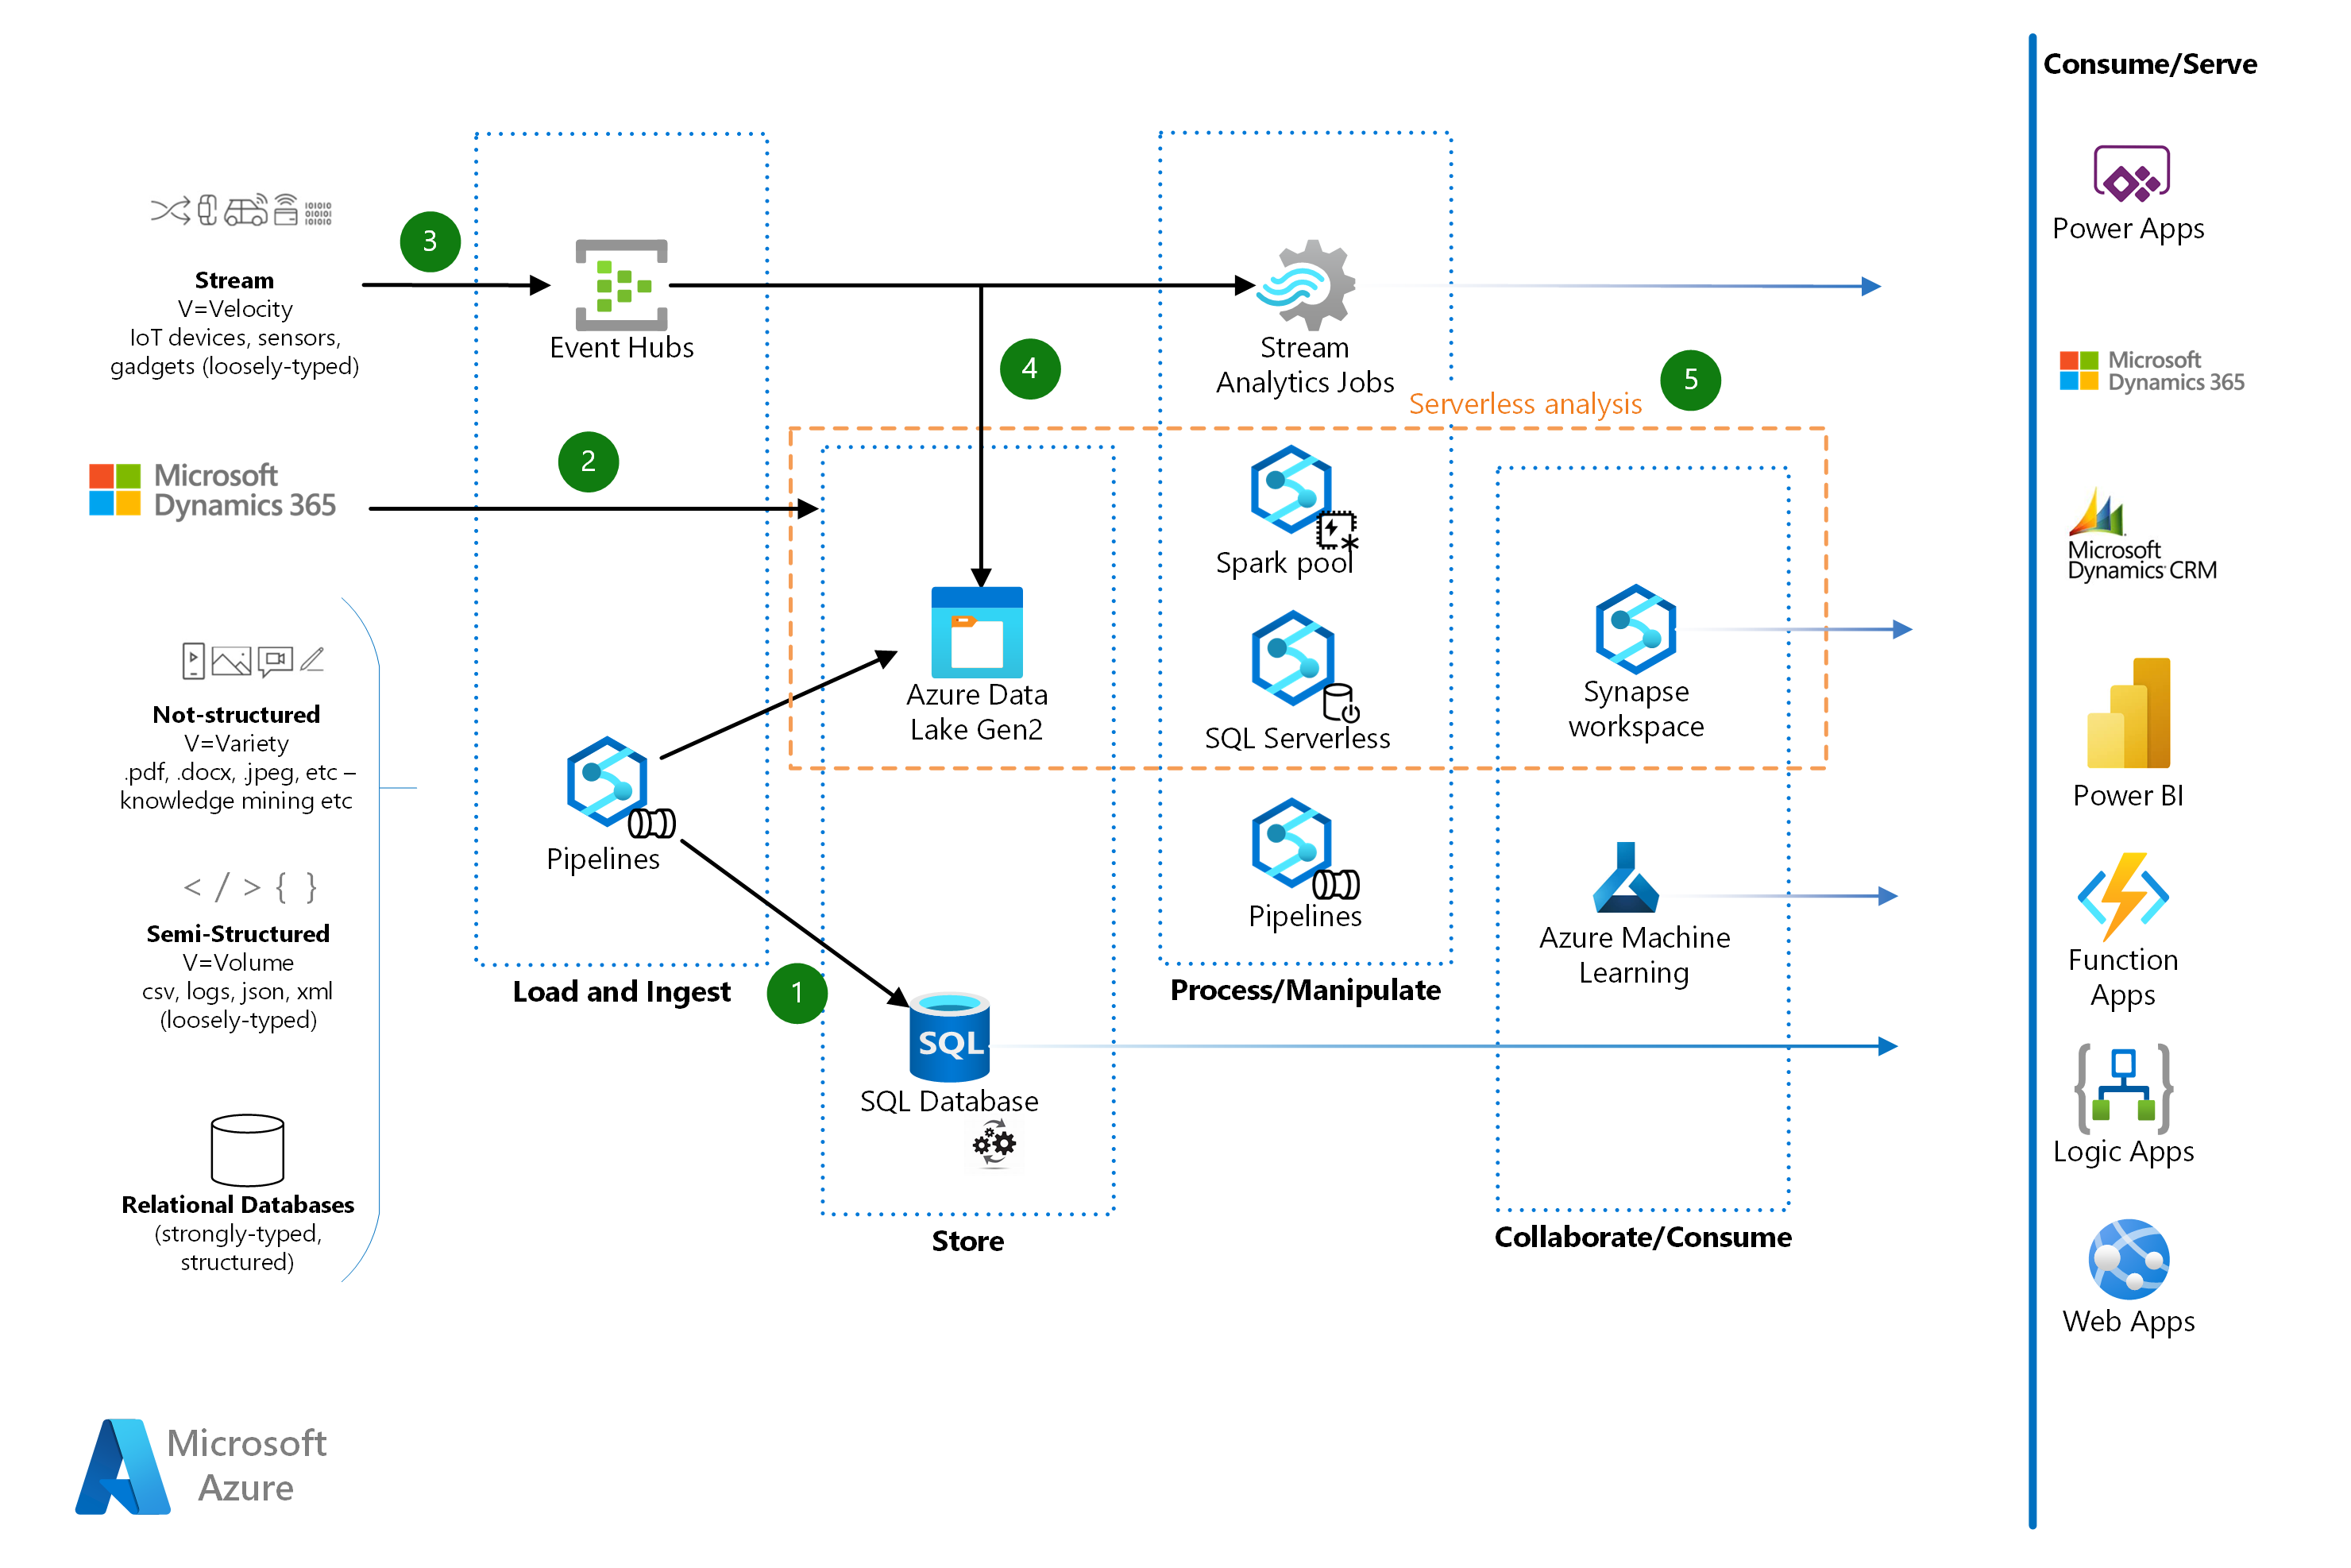 Consume/Serve
3
Stream
V=Velocity
IoT devices, sensors,
gadgets (loosely-typed)
Event Hubs
4
Stream
Analytics Jobs
Serverless analysis
5
Microsoft
Dynamics 365
2
Not-structured
V=Variety
.pdf, .docx, .jpeg, etc –
knowledge mining etc
< / > { }
Semi-Structured
V=Volume
csv, logs, json, xml
(loosely-typed)
Relational Databases
(strongly-typed,
structured)
Pipelines
Load and Ingest
1
Azure Data
Lake Gen2
SQL
SQL Database
Store
Spark pool
SQL Serverless
Pipelines
Process/Manipulate
Synapse
workspace
Azure Machine
Learning
Collaborate/Consume
Power Apps
Microsoft
Dynamics 365
Microsoft
Dynamics CRM
Power BI
Function
Apps
Logic Apps
Web Apps
Microsoft
Azure
IOIOIO
OIOIOI
IOIOIO